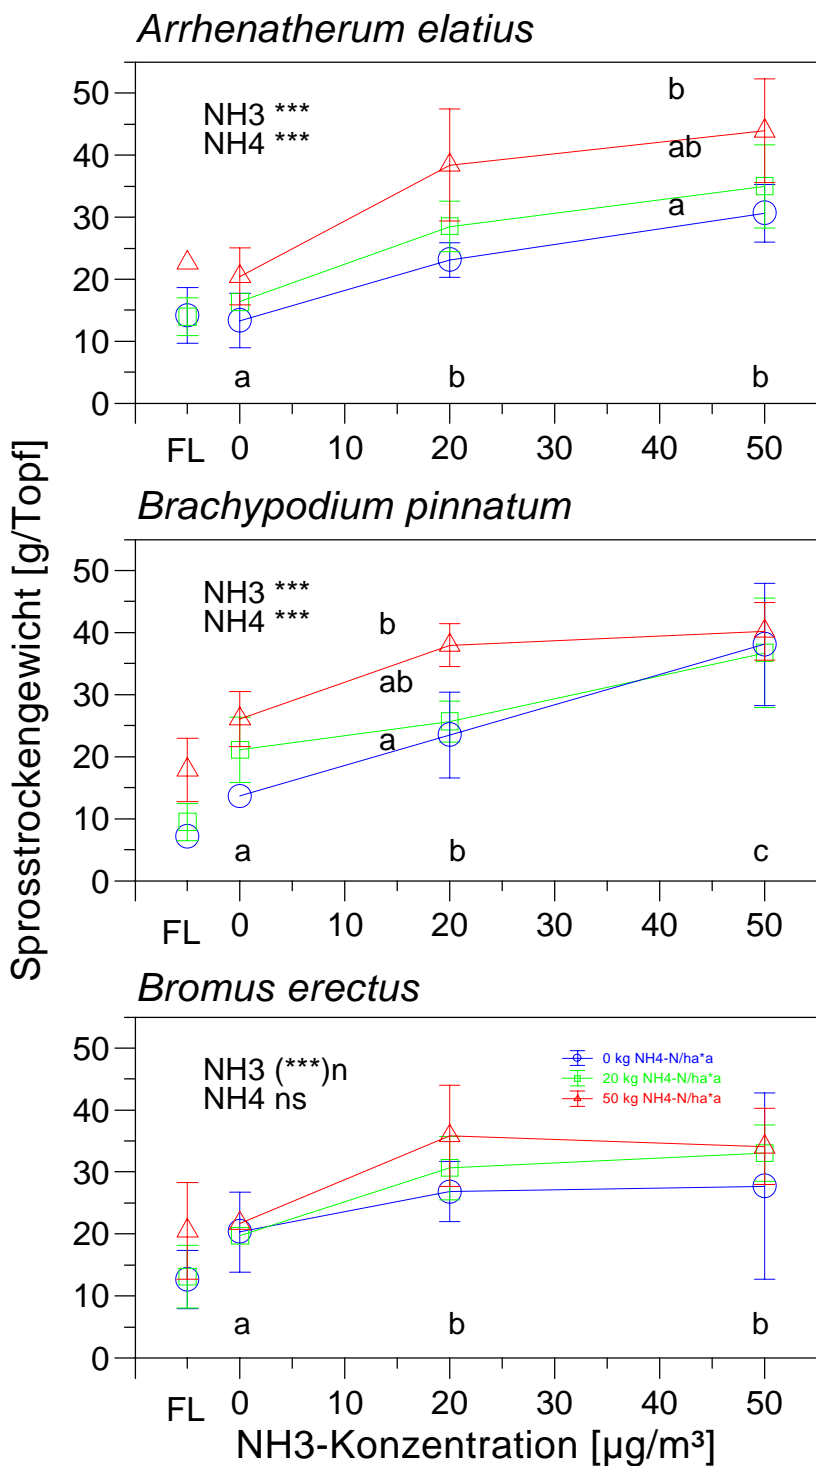 Arrhenatherum elatius
50
40
30
20
10
0
NH3 ***
NH4 ***
b
ab
a
a b b
FL 0 10 20 30 40 50
Brachypodium pinnatum
50
40
30
20
10
0
NH3 ***
NH4 ***
b
ab
a
a b c
FL 0 10 20 30 40 50
Sprosstrockengewicht [g/Topf]
Bromus erectus
50
40
30
20
10
0
NH3 (***)n
NH4 ns
0 kg NH4-N/ha*a
20 kg NH4-N/ha*a
50 kg NH4-N/ha*a
a b b
FL 0 10 20 30 40 50
NH3-Konzentration [µg/m³]